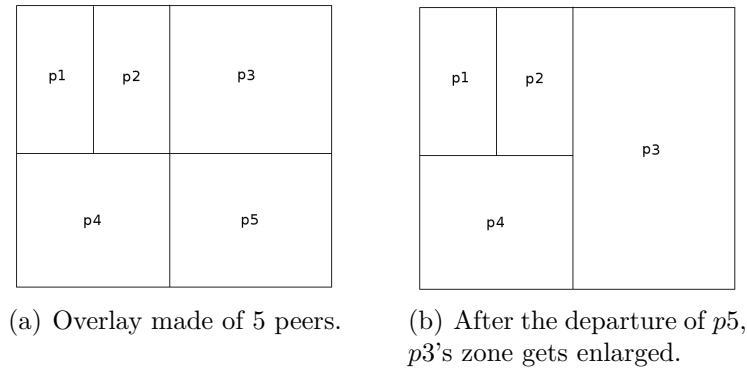 p1 p2 p3
p4 p5
(a) Overlay made of 5 peers.
p1 p2
p3
p4
(b) After the departure of p5,
p3's zone gets enlarged.